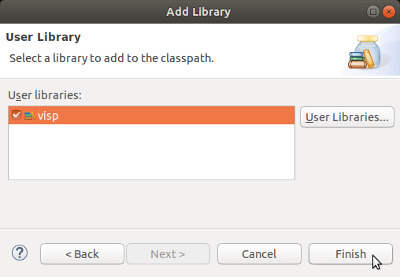 Add Library
User Library
Select a library to add to the classpath.
User libraries:
visp
User Libraries...
?
< Back
Next >
Cancel
Finish